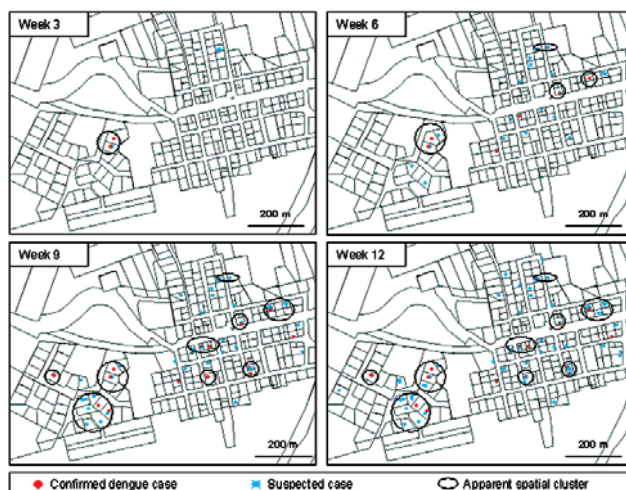 Week 3
Week 6
200 m
200 m
Week 9
Week 12
200 m
200 m
Confirmed dengue case
Suspected case
Apparent spatial cluster